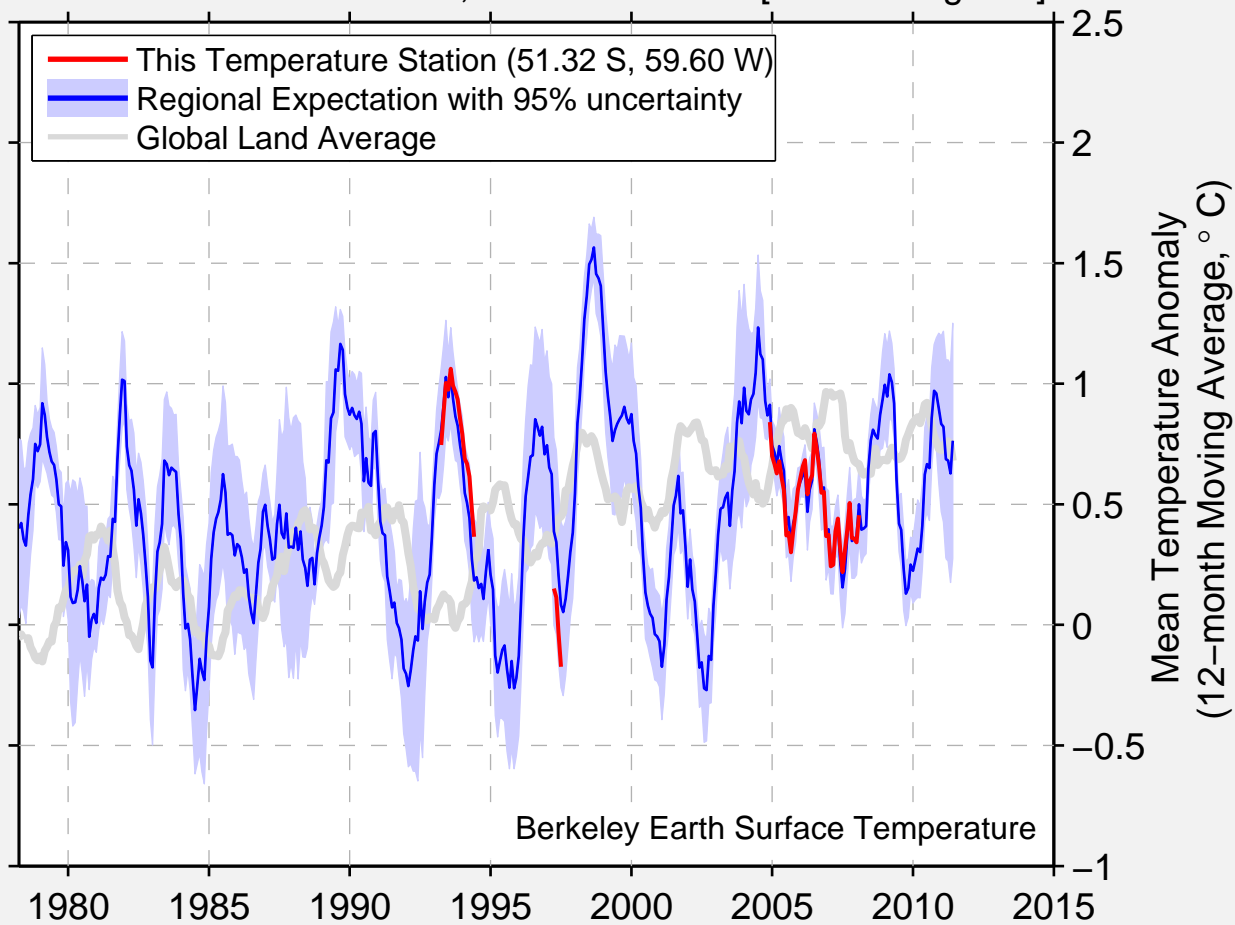 This Temperature Station (51.32 S, 59.60 W)
Regional Expectation with 95% uncertainty
Global Land Average
2.5
2
1.5
1
0.5
0
−0.5
−1
Mean Temperature Anomaly
(12−month Moving Average, ° C)
Berkeley Earth Surface Temperature
1980 1985 1990 1995 2000 2005 2010 2015